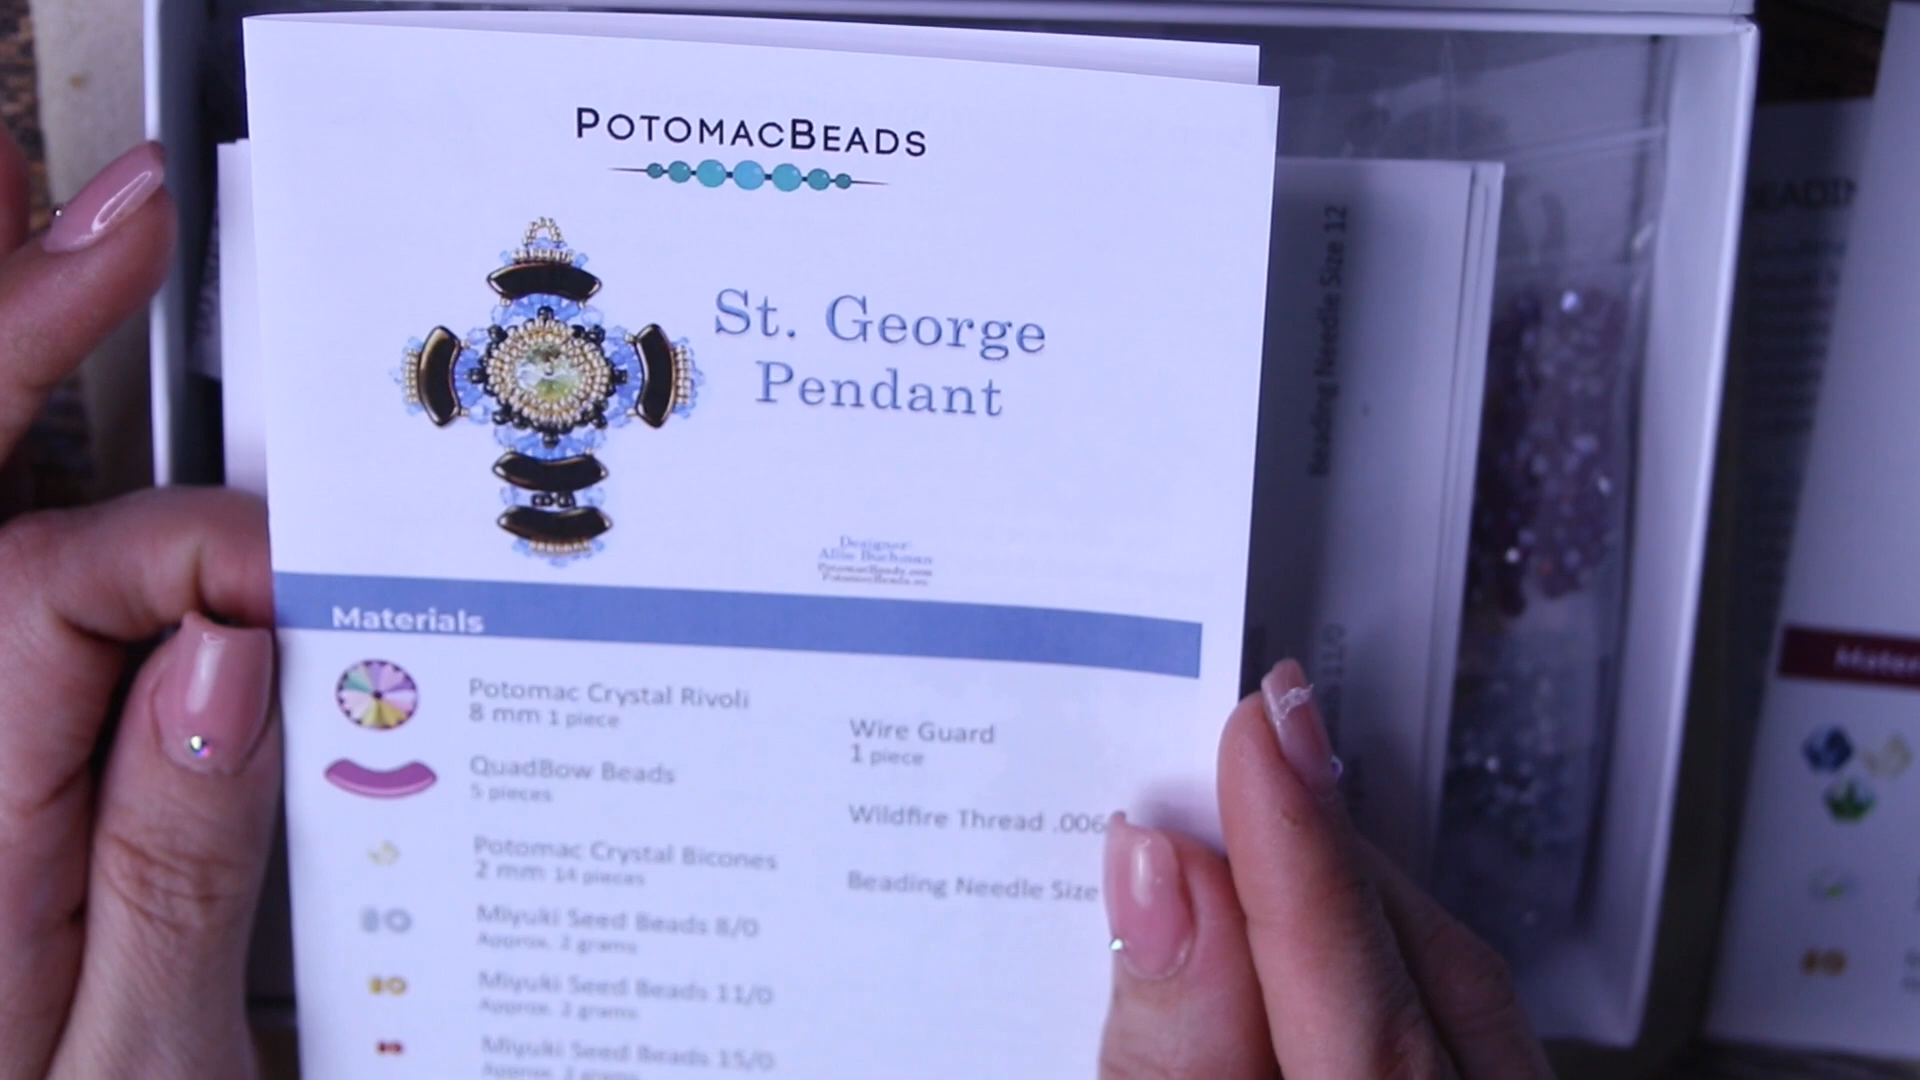 POTOMACBEADS
St. George
Pendant
Designer:
Allie Buchman
PotomacBeads.com
PotomacBeads.eu
Materials
Potomac Crystal Rivoli
8 mm 1 piece
QuadBow Beads
5 pieces
Potomac Crystal Bicones
2 mm 14 pieces
Miyuki Seed Beads 8/0
Approx. 2 grams
Miyuki Seed Beads 11/0
Approx. 2 grams
Miyuki Seed Beads 15/0
Approx.
Wire Guard
1 piece
Wildfire Thread .006
Beading Needle Size
Beading Needle Size 12
11/0